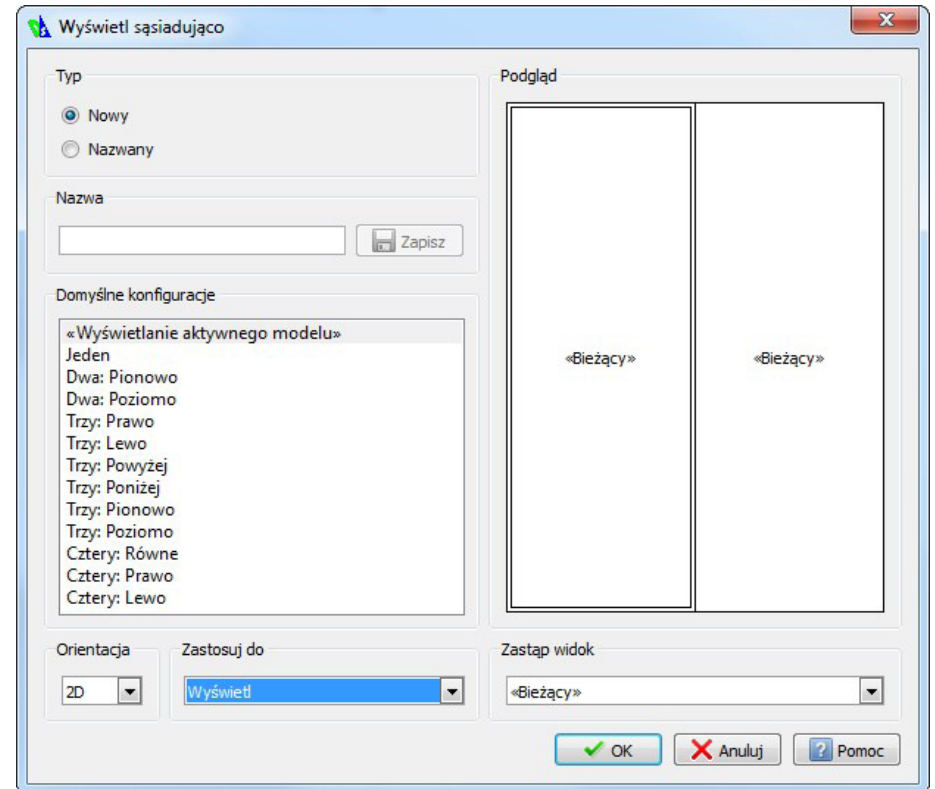 Wyświetl sąsiadująco
Typ
Nowy
Nazwany
Nazwa
Zapisz
Domyślne konfiguracje
«Wyświetlanie aktywnego modelu»
Jeden
Dwa: Pionowo
Dwa: Poziomo
Trzy: Prawo
Trzy: Lewo
Trzy: Powyżej
Trzy: Poniżej
Trzy: Pionowo
Trzy: Poziomo
Cztery: Równe
Cztery: Prawo
Cztery: Lewo
Orientacja
2D
Zastosuj do
Wyświetl
Podgląd
«Bieżący» «Bieżący»
Zastąp widok
«Bieżący»
OK Anuluj ? Pomoc